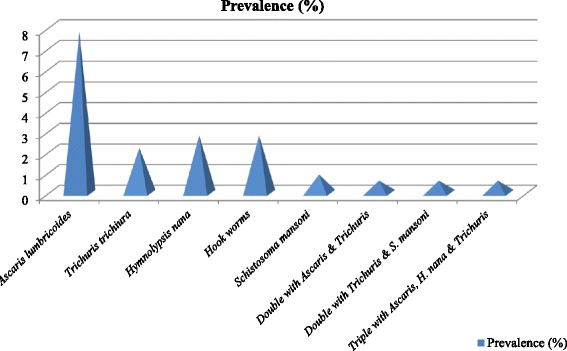 Prevalence (%)
8
7
6
5
4
3
2
1
0
Ascaris lumbricoides
Trichuris trichiura
Hymnolypsis nana
Hook worms
Schistosoma mansoni
Double with Ascaris & Trichuris
Double with Trichuris & S. mansoni
Triple with Ascaris, H. nana & Trichuris
Prevalence (%)